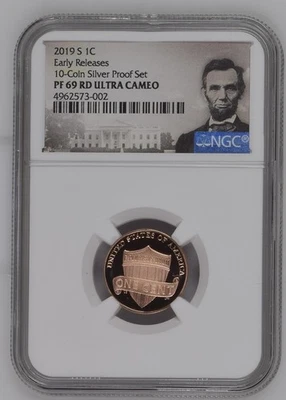 2019 S 1C
Early Releases
10-Coin Silver Proof Set
PF 69 RD ULTRA CAMEO
4962573-002
NGC
UNITED STATES OF AMERICA
ONE CENT